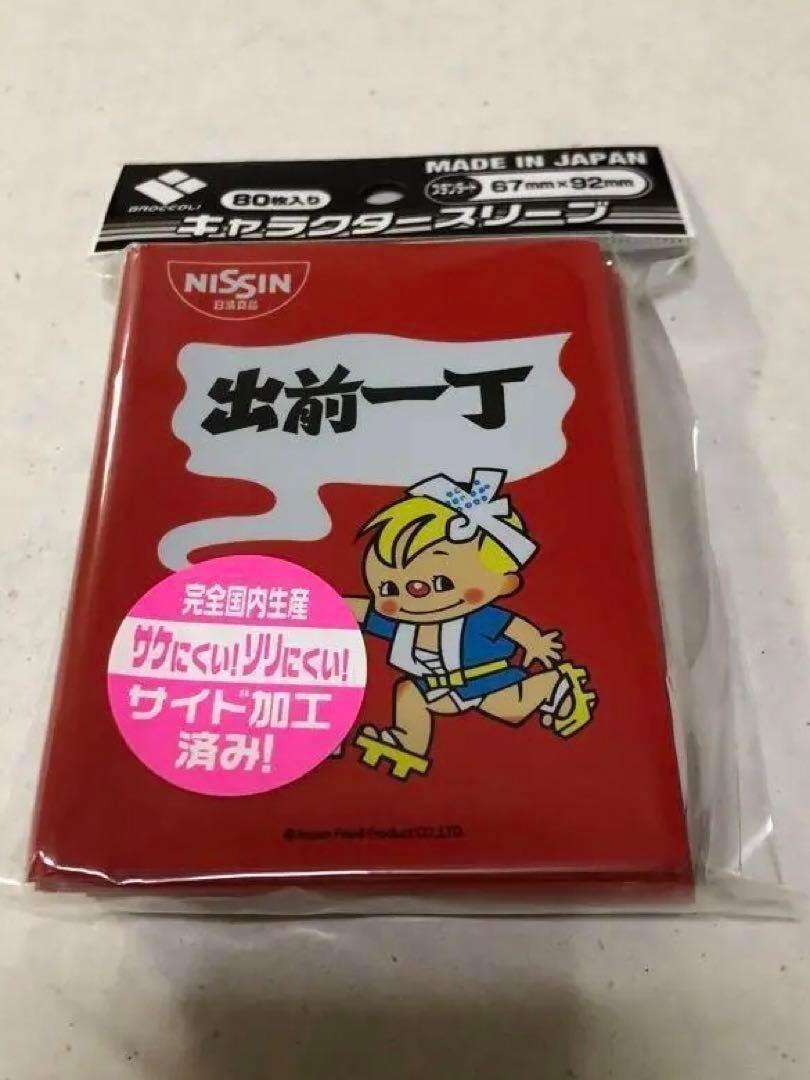 BROCCOLI
80枚入り
MADE IN JAPAN
スタンダード 67mm×92mm
キャラクタースリーブ
NISSIN
日清食品
出前一丁
完全国内生産
サケにくい!ソリにくい!
サイド加工
済み!
©Nissin Food Product CO.,LTD.